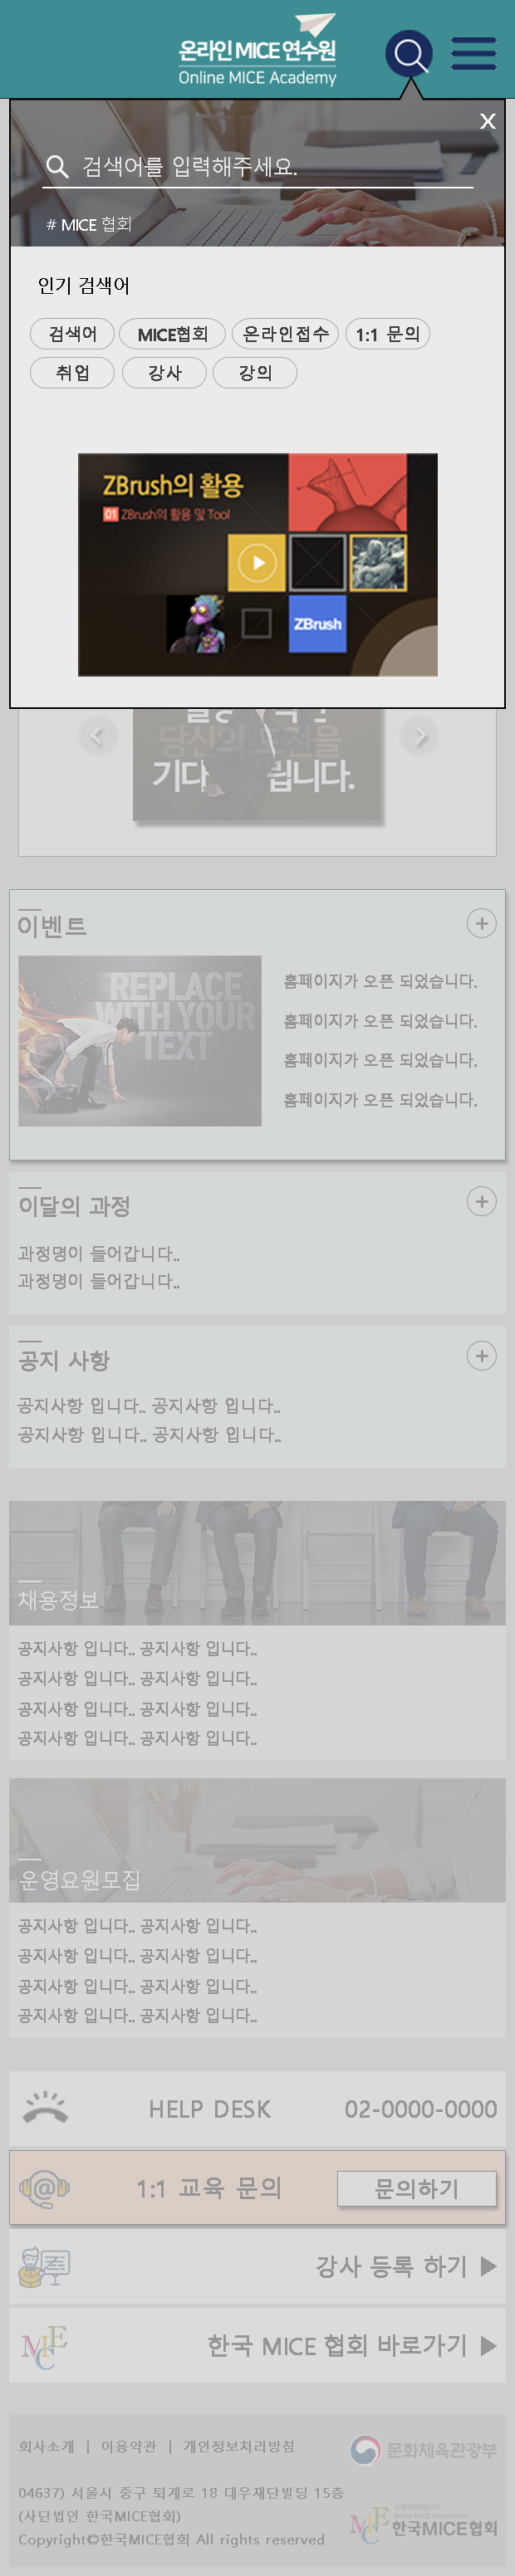 온라인 MICE 연수원
Online MICE Academy
X
검색어를 입력해주세요.
# MICE 협회
인기 검색어
검색어 MICE협회 온라인접수 1:1 문의
취업 강사 강의
ZBrush의 활용
01 ZBrush의 활용 및 Tool
ZBrush
당신의 도전을
기다 립니다.
이벤트
REPLACE
WITH YOUR
TEXT
홈페이지가 오픈 되었습니다.
홈페이지가 오픈 되었습니다.
홈페이지가 오픈 되었습니다.
홈페이지가 오픈 되었습니다.
이달의 과정
과정명이 들어갑니다..
과정명이 들어갑니다..
공지 사항
공지사항 입니다.. 공지사항 입니다..
공지사항 입니다.. 공지사항 입니다..
채용정보
공지사항 입니다.. 공지사항 입니다..
공지사항 입니다.. 공지사항 입니다..
공지사항 입니다.. 공지사항 입니다..
공지사항 입니다.. 공지사항 입니다..
운영요원모집
공지사항 입니다.. 공지사항 입니다..
공지사항 입니다.. 공지사항 입니다..
공지사항 입니다.. 공지사항 입니다..
공지사항 입니다.. 공지사항 입니다..
HELP DESK 02-0000-0000
1:1 교육 문의 문의하기
강사 등록 하기 ▶
MICE 한국 MICE 협회 바로가기 ▶
회사소개 | 이용약관 | 개인정보처리방침
문화체육관광부
04637) 서울시 중구 퇴계로 18 대우재단빌딩 15층
(사단법인 한국MICE협회)
Copyright©한국MICE협회 All rights reserved
MICE 한국MICE협회